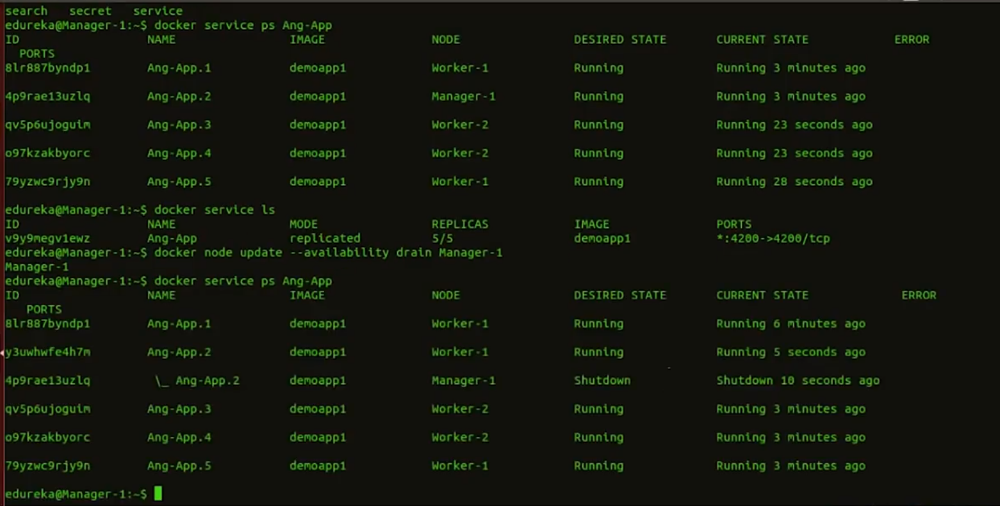 search   secret   service
edureka@Manager-1:~$ docker service ps Ang-App
ID                  NAME                IMAGE               NODE                DESIRED STATE       CURRENT STATE            ERROR
  PORTS
8lr887byndp1        Ang-App.1           demoapp1            Worker-1            Running             Running 3 minutes ago
4p9rae13uzlq        Ang-App.2           demoapp1            Manager-1           Running             Running 3 minutes ago
qv5p6ujoguim        Ang-App.3           demoapp1            Worker-2            Running             Running 23 seconds ago
o97kzakbyorc        Ang-App.4           demoapp1            Worker-2            Running             Running 23 seconds ago
79yzwc9rjy9n        Ang-App.5           demoapp1            Worker-1            Running             Running 28 seconds ago
edureka@Manager-1:~$ docker service ls
ID                  NAME                MODE                REPLICAS            IMAGE               PORTS
v9y9megv1ewz        Ang-App             replicated          5/5                 demoapp1            *:4200->4200/tcp
edureka@Manager-1:~$ docker node update --availability drain Manager-1
Manager-1
edureka@Manager-1:~$ docker service ps Ang-App
ID                  NAME                IMAGE               NODE                DESIRED STATE       CURRENT STATE             ERROR
   PORTS
8lr887byndp1        Ang-App.1           demoapp1            Worker-1            Running             Running 6 minutes ago
y3uwhwfe4h7m        Ang-App.2           demoapp1            Worker-1            Running             Running 5 seconds ago
4p9rae13uzlq         \_ Ang-App.2       demoapp1            Manager-1           Shutdown            Shutdown 10 seconds ago
qv5p6ujoguim        Ang-App.3           demoapp1            Worker-2            Running             Running 3 minutes ago
o97kzakbyorc        Ang-App.4           demoapp1            Worker-2            Running             Running 3 minutes ago
79yzwc9rjy9n        Ang-App.5           demoapp1            Worker-1            Running             Running 3 minutes ago
edureka@Manager-1:~$